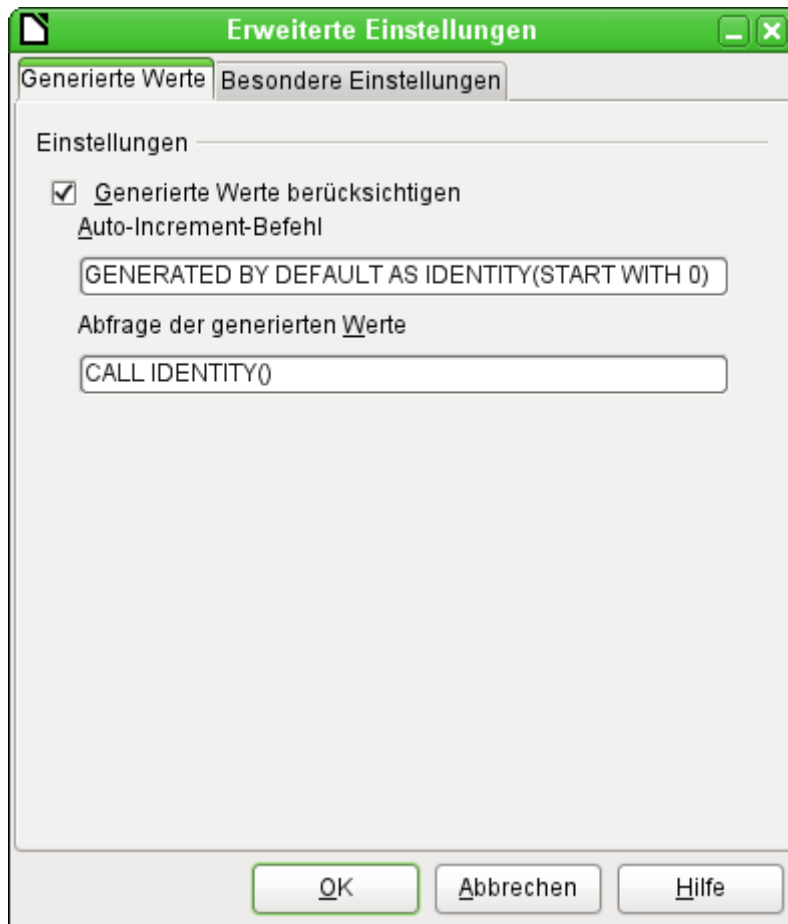 Erweiterte Einstellungen
Generierte Werte Besondere Einstellungen
Einstellungen
Generierte Werte berücksichtigen
Auto-Increment-Befehl
GENERATED BY DEFAULT AS IDENTITY(START WITH 0)
Abfrage der generierten Werte
CALL IDENTITY()
OK Abbrechen Hilfe